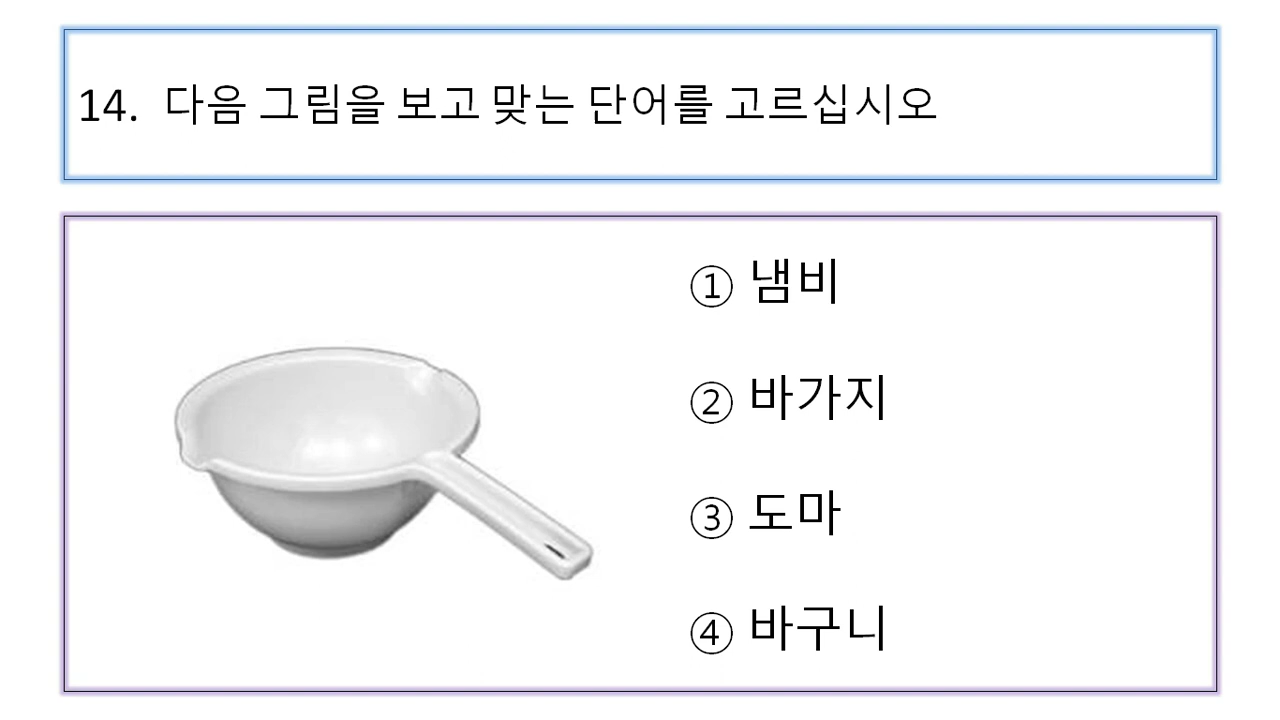 14. 다음 그림을 보고 맞는 단어를 고르십시오
① 냄비
② 바가지
③ 도마
④ 바구니